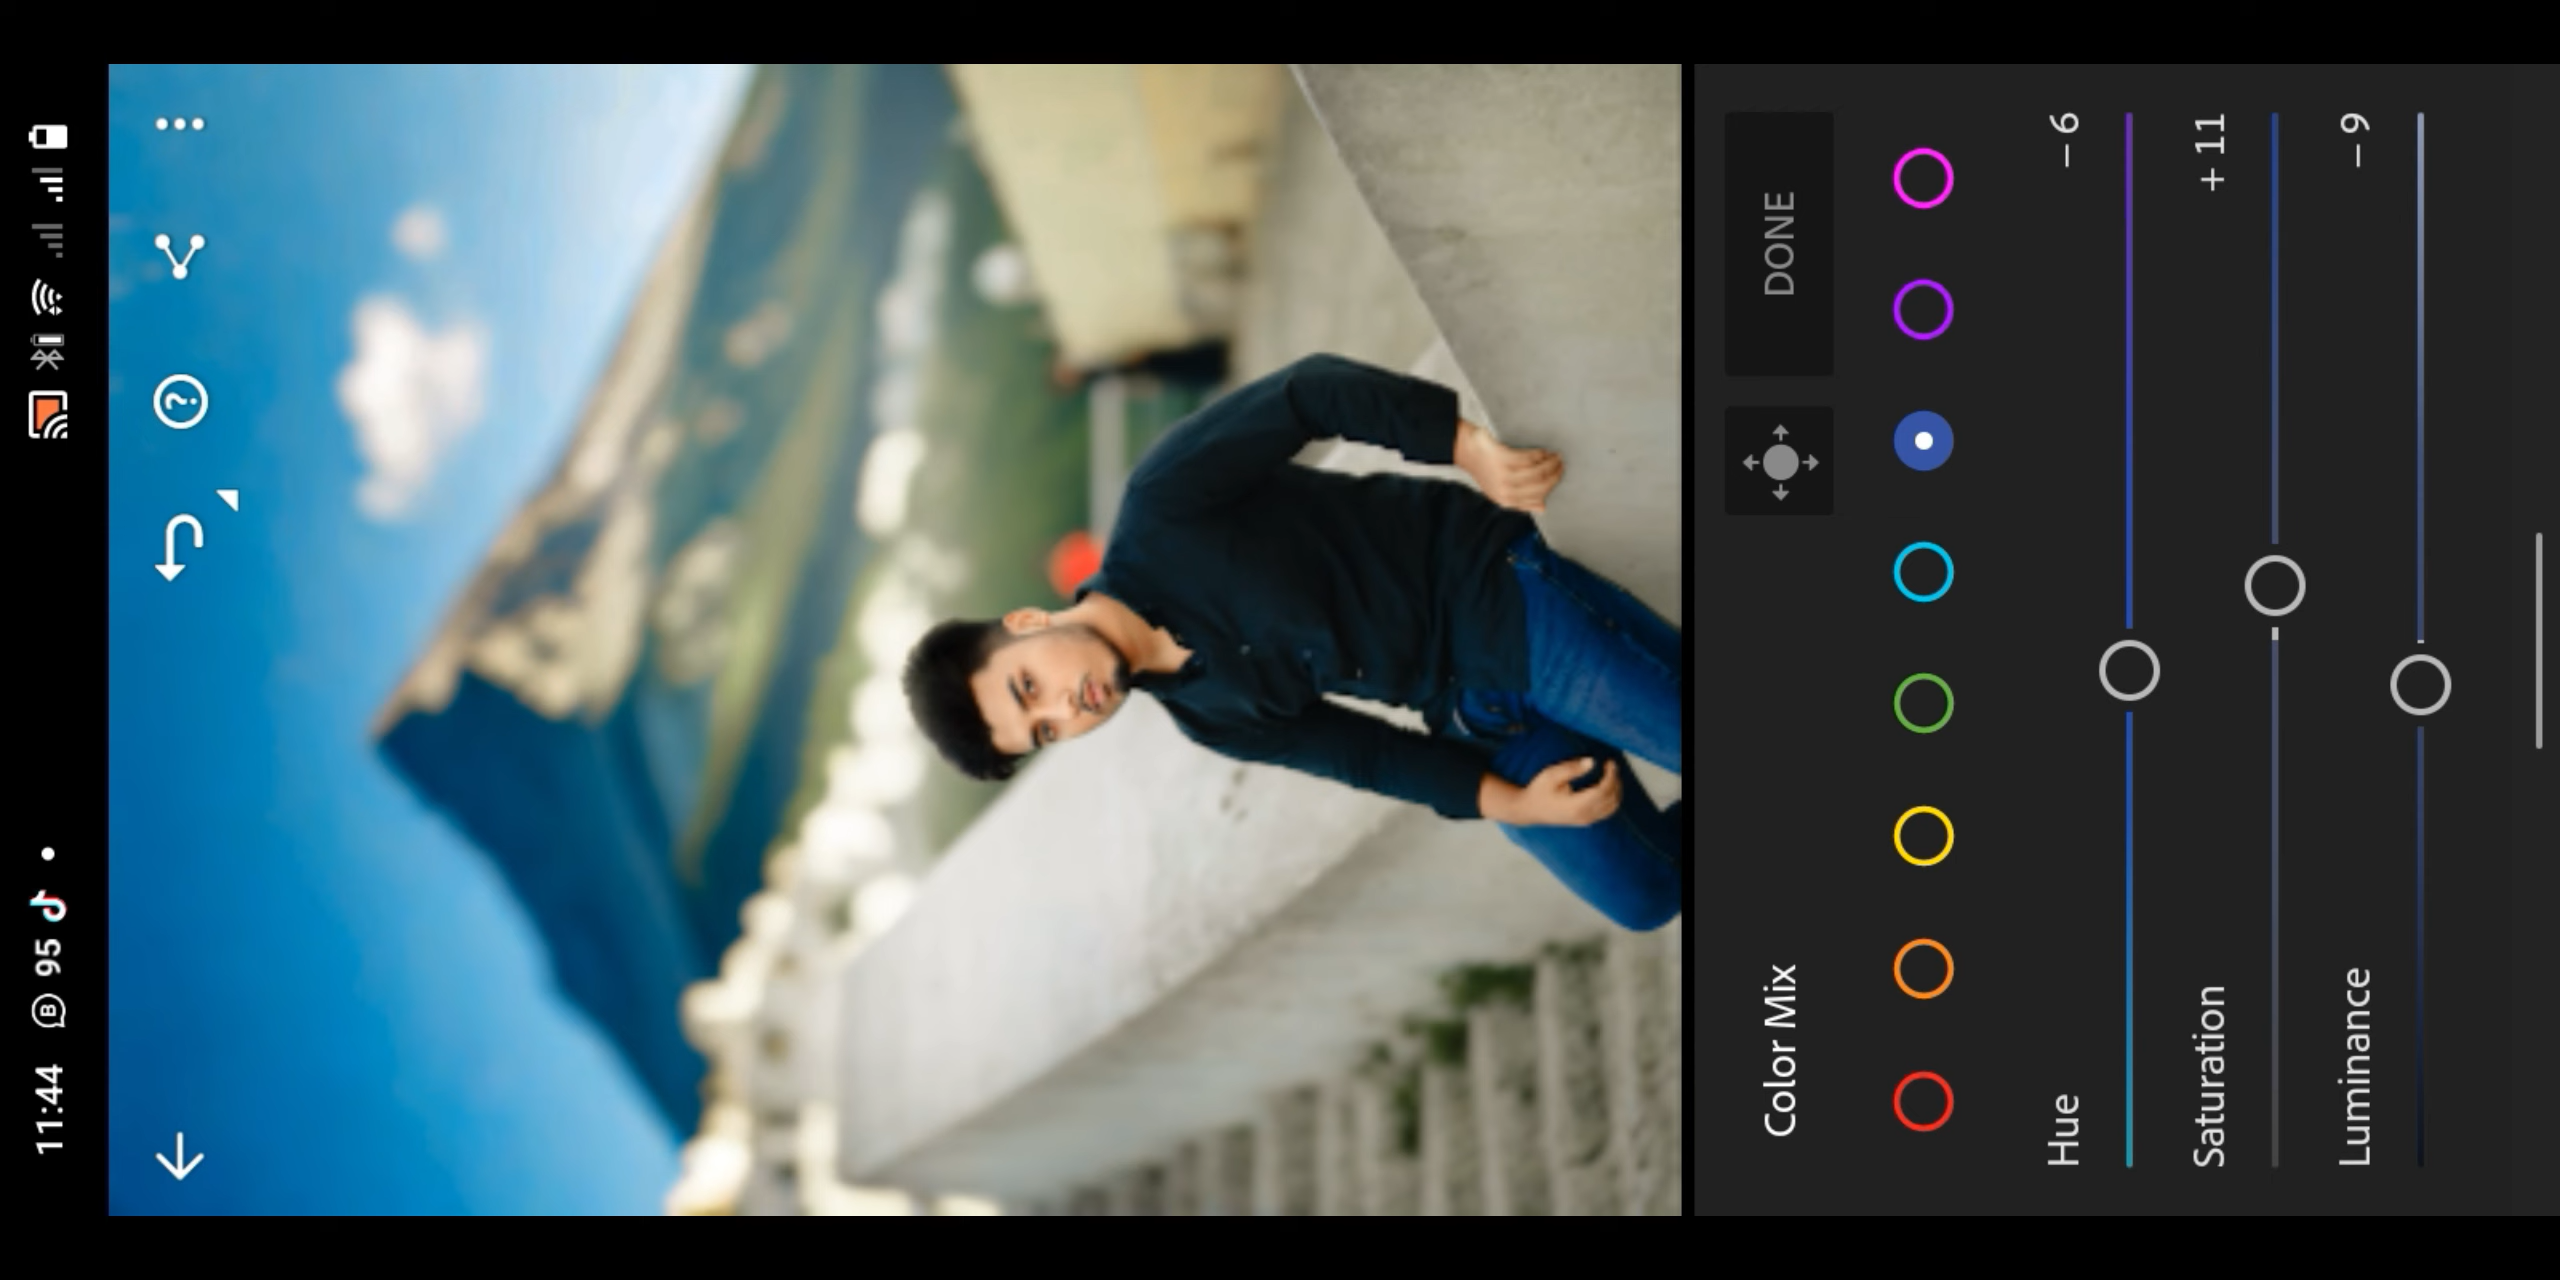 11:44 95
DONE
Color Mix
Hue
– 6
Saturation
+ 11
Luminance
– 9